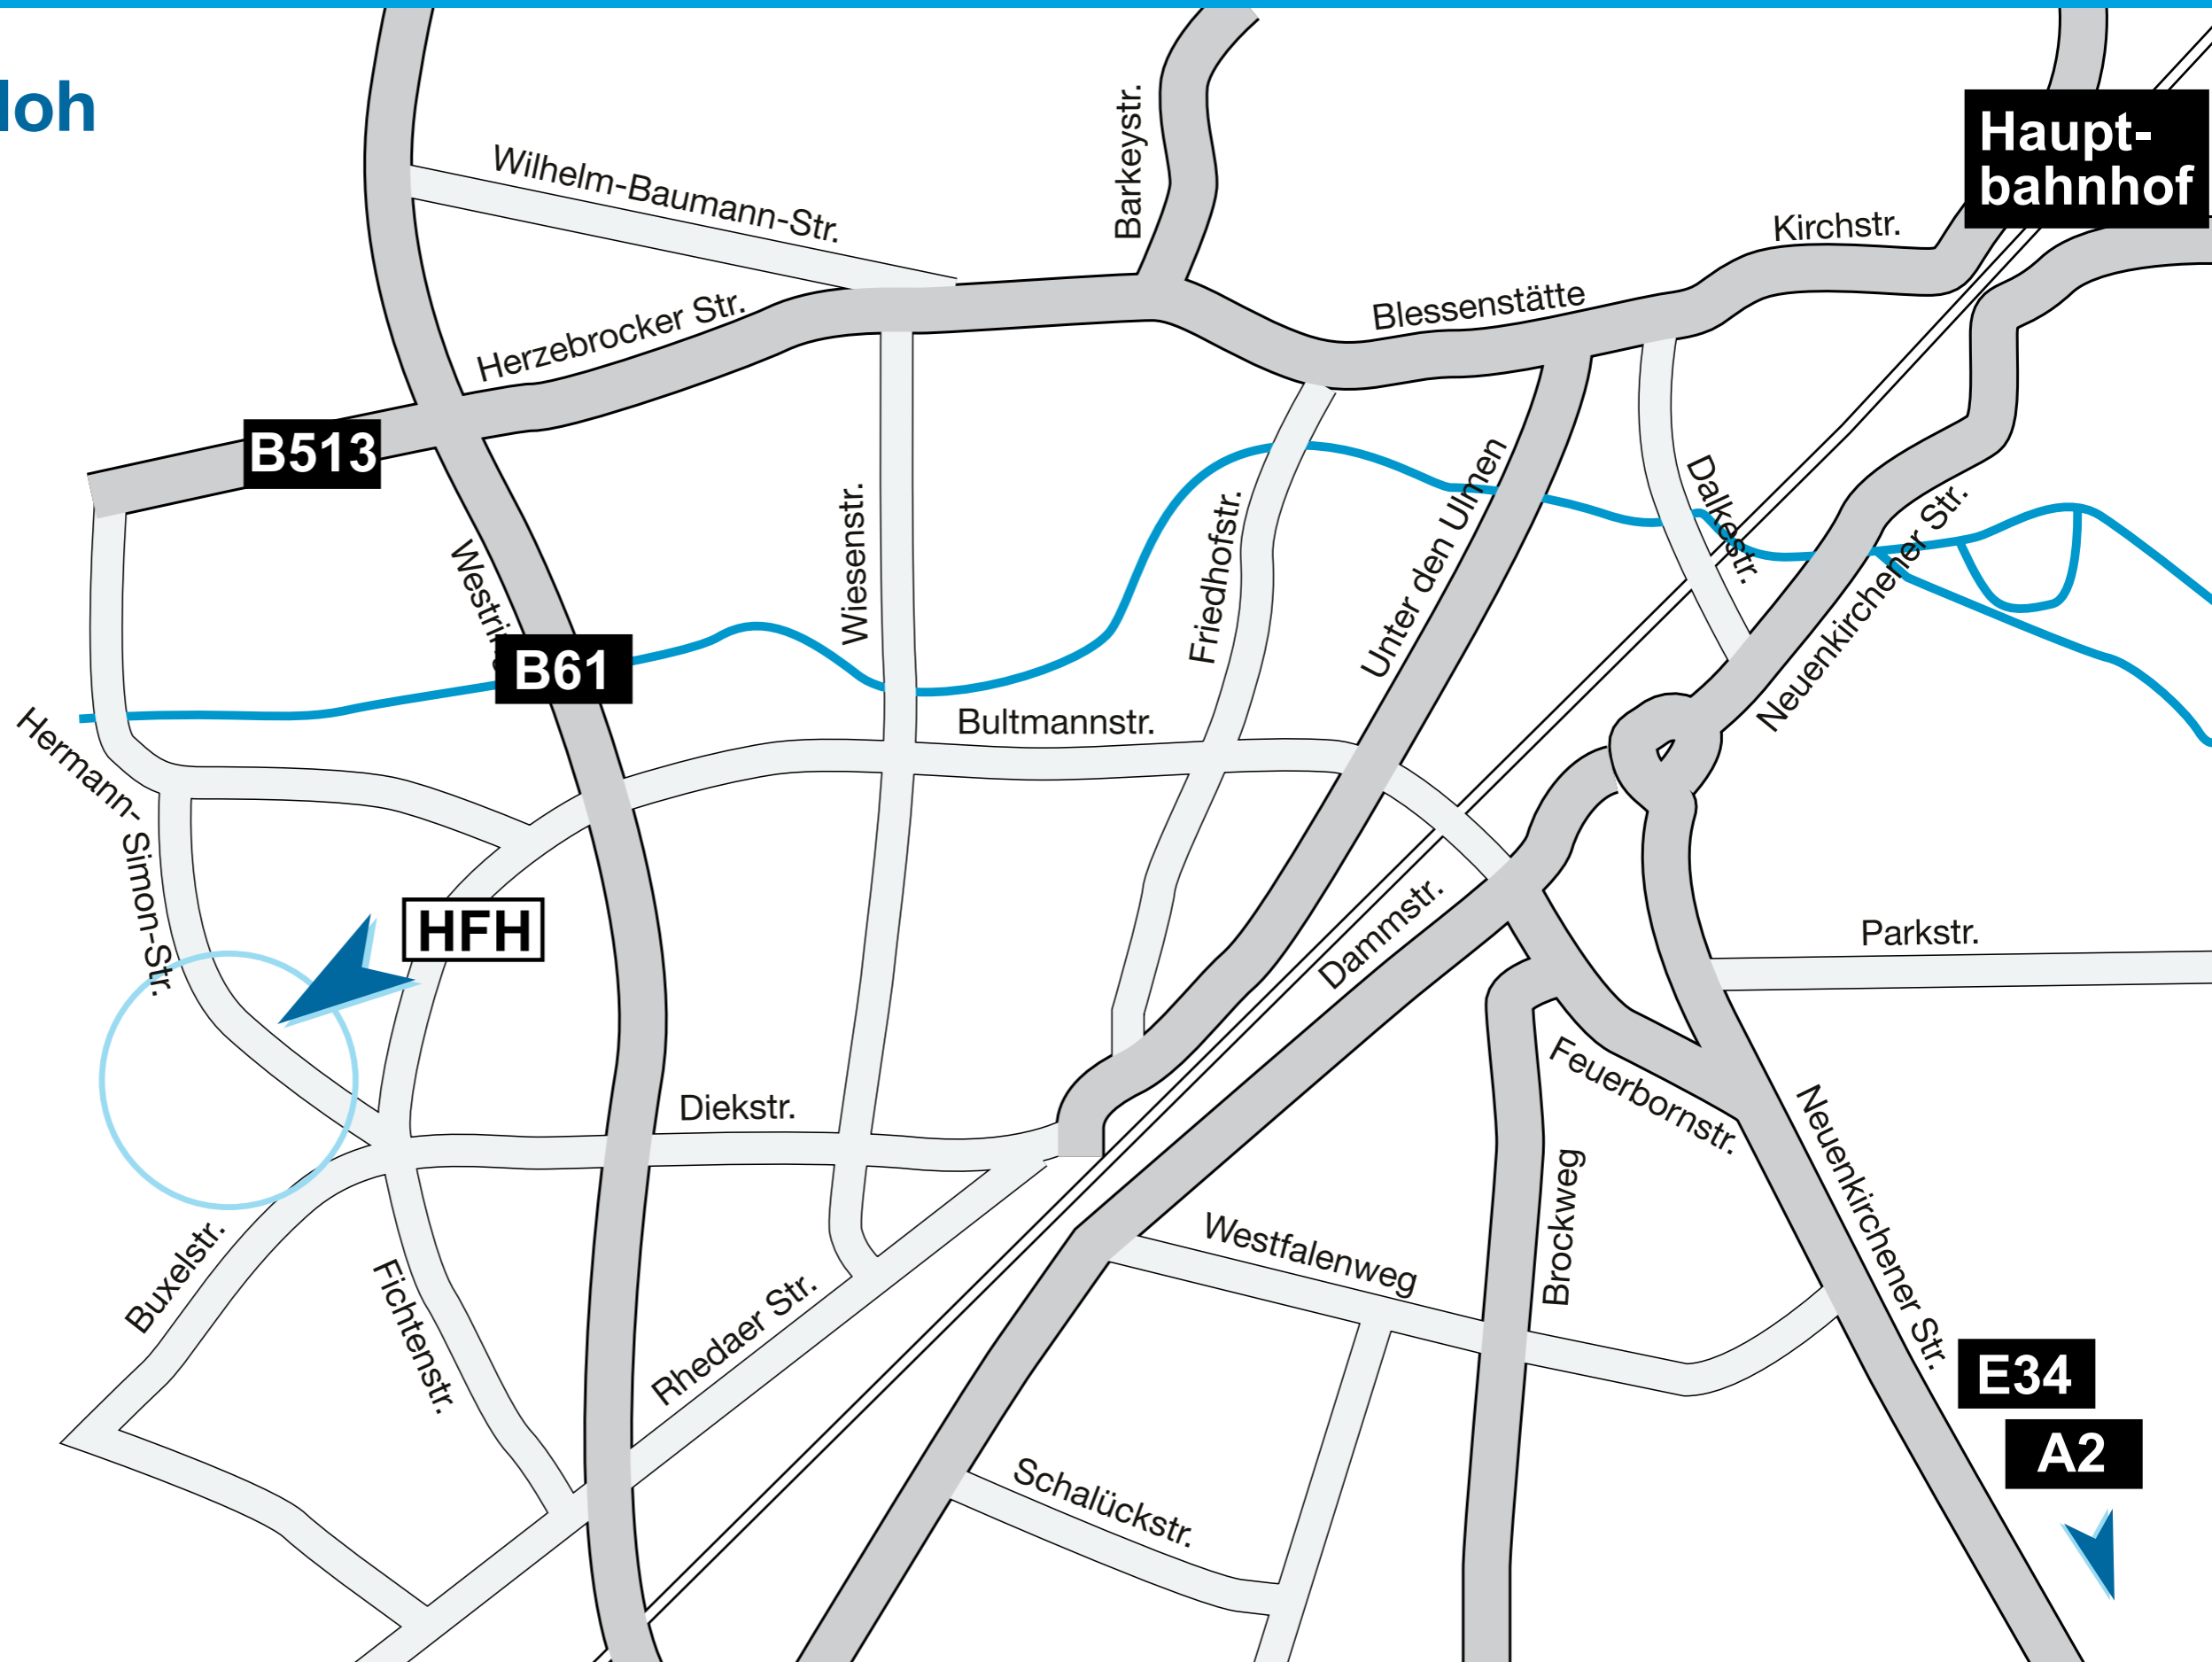 loh
Haupt-
bahnhof
Barkeystr.
Wilhelm-Baumann-Str.
Kirchstr.
Blessenstätte
Herzebrocker Str.
B513
Westrin
Wiesenstr.
Friedhofstr.
Unter den Ulmen
Dalkestr.
Neuenkirchener Str.
B61
Hermann-
Simon-Str.
Bultmannstr.
HFH
Dammstr.
Parkstr.
Diekstr.
Feuerbornstr.
Neuenkirchener Str.
Brockweg
Westfalenweg
Buxelstr.
Fichtenstr.
Rhedaer Str.
E34
A2
Schalückstr.